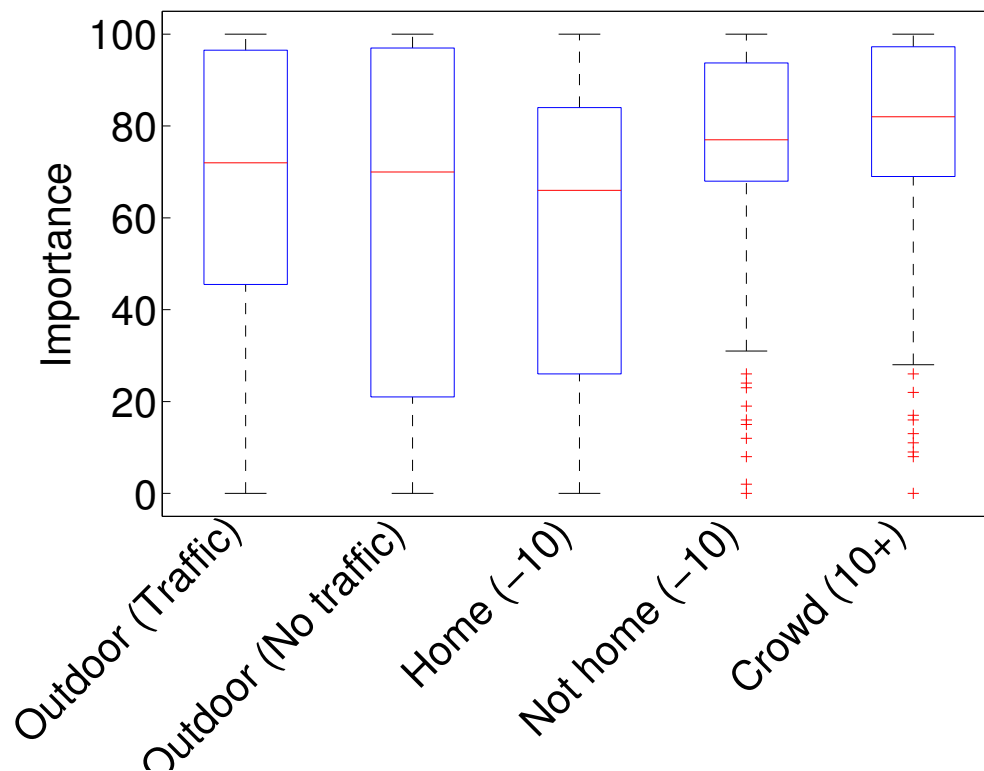 100
80
60
40
20
0
Importance
Outdoor (Traffic)
Outdoor (No traffic)
Home (−10)
Not home (−10)
Crowd (10+)